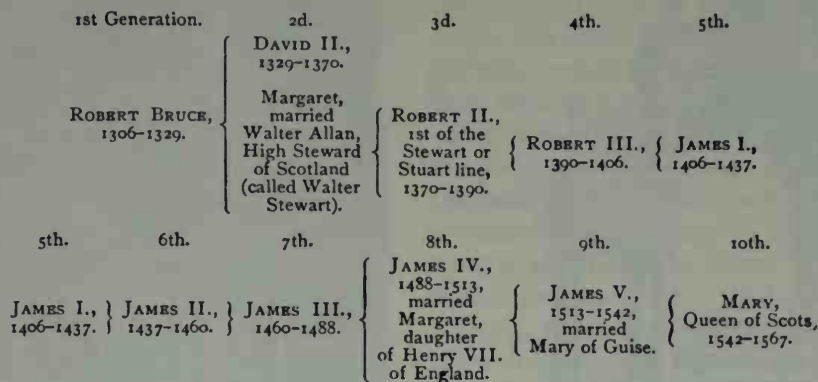 1st Generation. 2d. 3d. 4th. 5th.
DAVID II.,
1329–1370.
Margaret,
married
Walter Allan,
High Steward
of Scotland
(called Walter
Stewart).
ROBERT BRUCE,
1306–1329.
ROBERT II.,
1st of the
Stewart or
Stuart line,
1370–1390.
ROBERT III.,
1390–1406.
JAMES I.,
1406–1437.
5th. 6th. 7th. 8th. 9th. 10th.
JAMES I.,
1406–1437.
JAMES II.,
1437–1460.
JAMES III.,
1460–1488.
JAMES IV.,
1488–1513,
married
Margaret,
daughter
of Henry VII.
of England.
JAMES V.,
1513–1542,
married
Mary of Guise.
MARY,
Queen of Scots,
1542–1567.